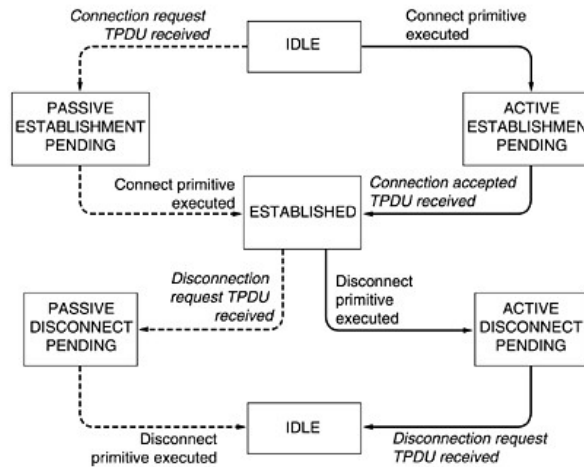 Connection request
TPDU received
IDLE
Connect primitive
executed
PASSIVE
ESTABLISHMENT
PENDING
ACTIVE
ESTABLISHMENT
PENDING
Connect primitive
executed
ESTABLISHED
Connection accepted
TPDU received
Disconnection
request TPDU
received
Disconnect
primitive
executed
PASSIVE
DISCONNECT
PENDING
ACTIVE
DISCONNECT
PENDING
Disconnect
primitive executed
IDLE
Disconnection request
TPDU received